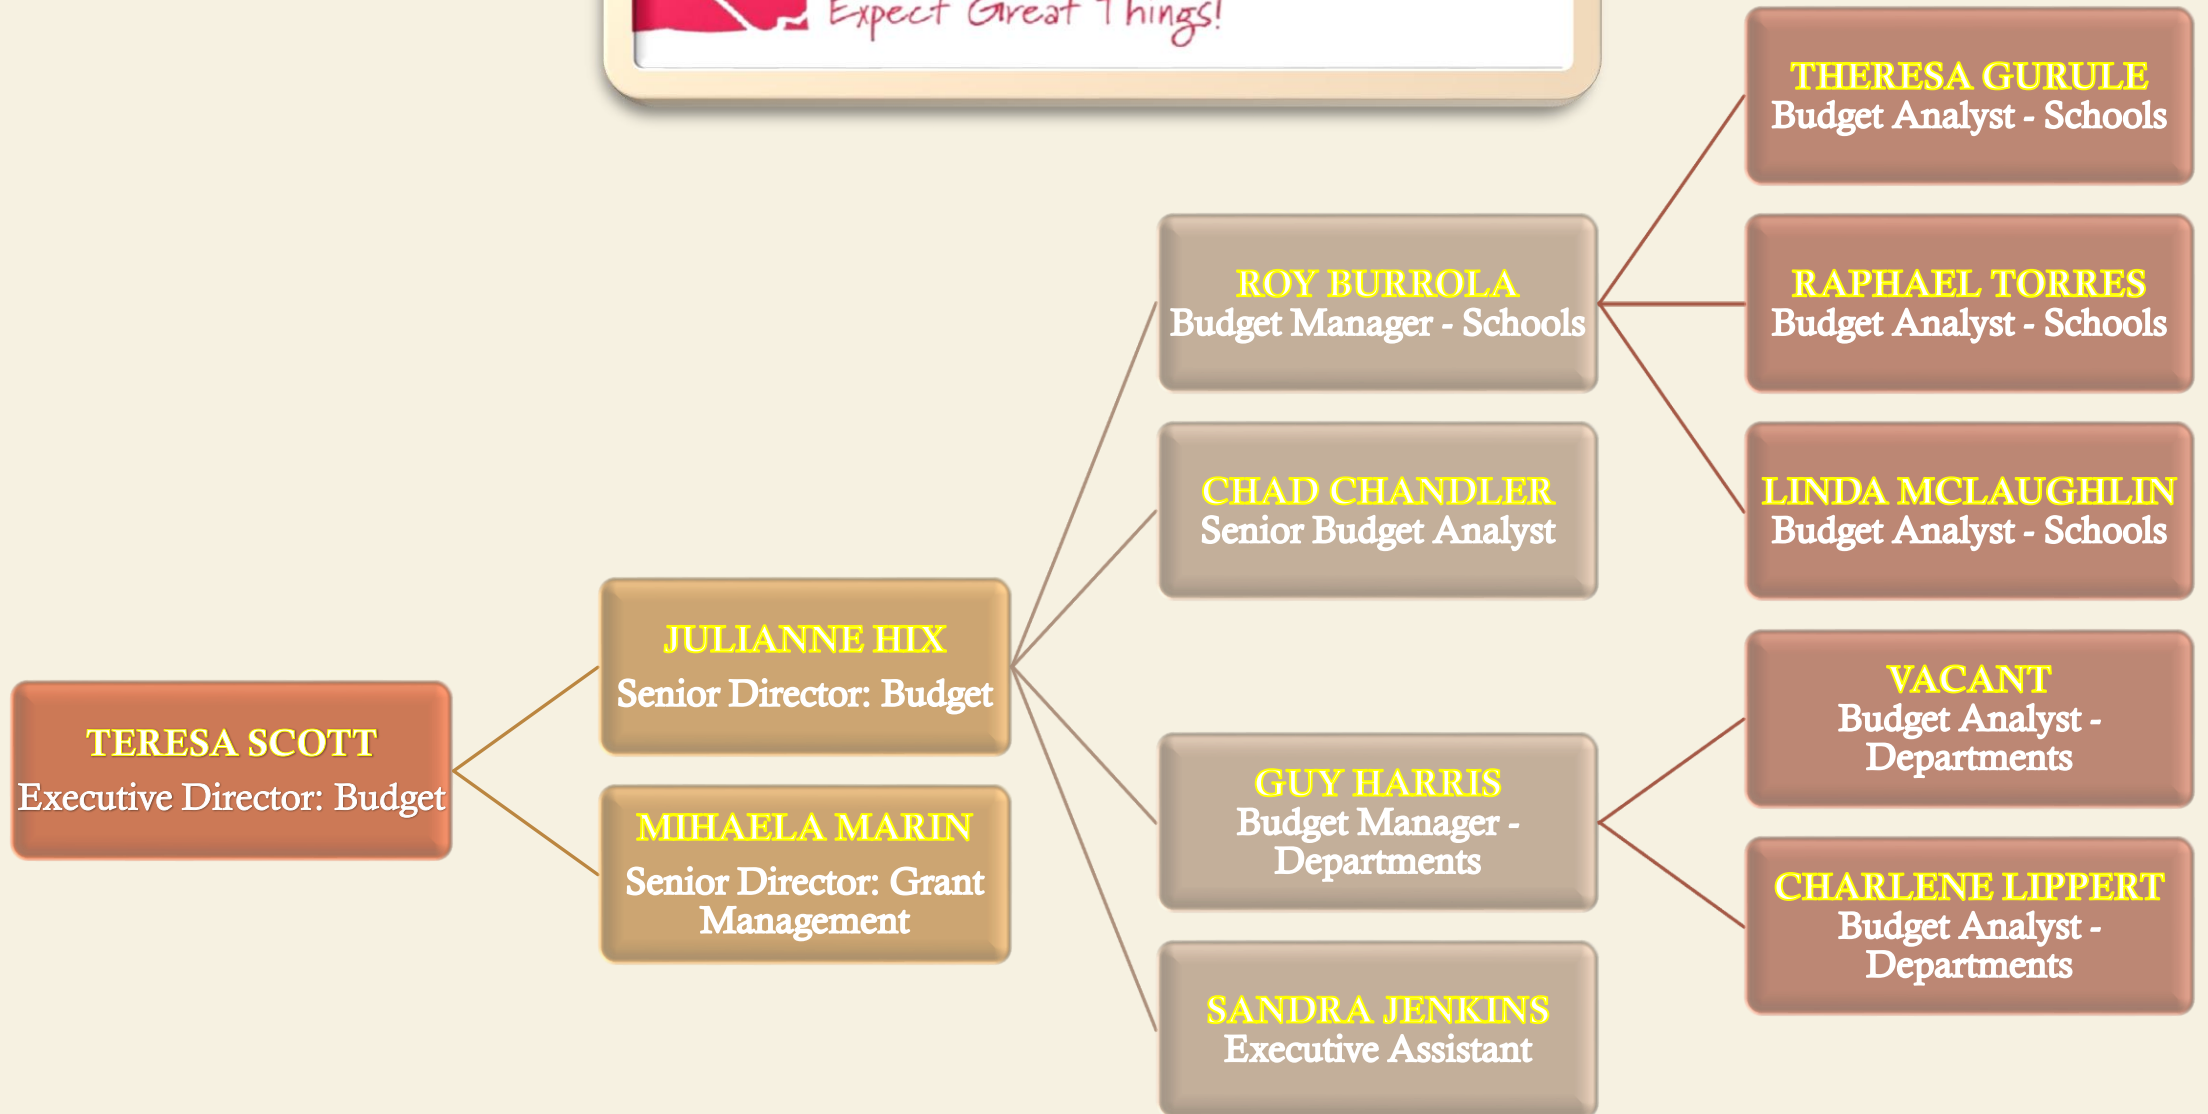 Expect Great Things!
THERESA GURULE
Budget Analyst - Schools
ROY BURROLA
Budget Manager - Schools
RAPHAEL TORRES
Budget Analyst - Schools
CHAD CHANDLER
Senior Budget Analyst
LINDA MCLAUGHLIN
Budget Analyst - Schools
JULIANNE HIX
Senior Director: Budget
VACANT
Budget Analyst -
Departments
TERESA SCOTT
Executive Director: Budget
MIHAELA MARIN
Senior Director: Grant
Management
GUY HARRIS
Budget Manager -
Departments
CHARLENE LIPPERT
Budget Analyst -
Departments
SANDRA JENKINS
Executive Assistant